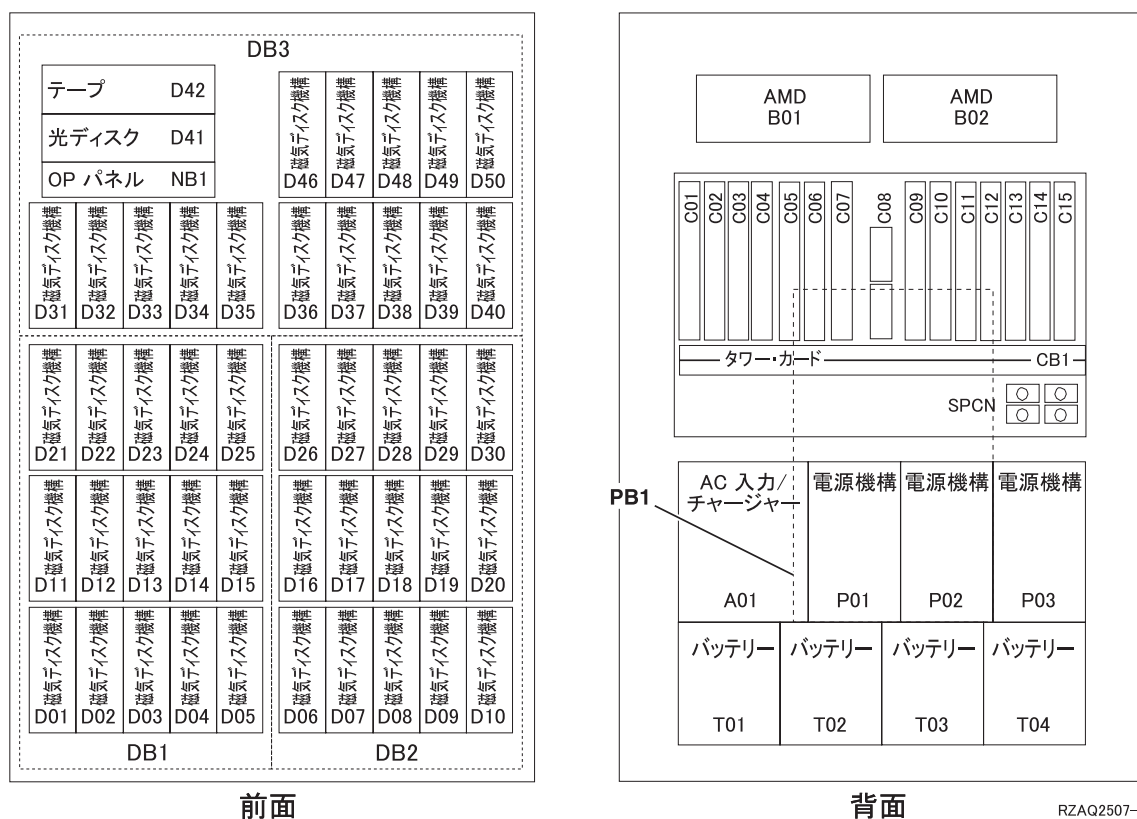 DB3
テープ D42
光ディスク D41
OP パネル NB1
磁気ディスク機構 磁気ディスク機構 磁気ディスク機構 磁気ディスク機構 磁気ディスク機構
D46 D47 D48 D49 D50
磁気ディスク機構 磁気ディスク機構 磁気ディスク機構 磁気ディスク機構 磁気ディスク機構
D31 D32 D33 D34 D35
磁気ディスク機構 磁気ディスク機構 磁気ディスク機構 磁気ディスク機構 磁気ディスク機構
D36 D37 D38 D39 D40
磁気ディスク機構 磁気ディスク機構 磁気ディスク機構 磁気ディスク機構 磁気ディスク機構
D21 D22 D23 D24 D25
磁気ディスク機構 磁気ディスク機構 磁気ディスク機構 磁気ディスク機構 磁気ディスク機構
D26 D27 D28 D29 D30
磁気ディスク機構 磁気ディスク機構 磁気ディスク機構 磁気ディスク機構 磁気ディスク機構
D11 D12 D13 D14 D15
磁気ディスク機構 磁気ディスク機構 磁気ディスク機構 磁気ディスク機構 磁気ディスク機構
D16 D17 D18 D19 D20
磁気ディスク機構 磁気ディスク機構 磁気ディスク機構 磁気ディスク機構 磁気ディスク機構
D01 D02 D03 D04 D05
磁気ディスク機構 磁気ディスク機構 磁気ディスク機構 磁気ディスク機構 磁気ディスク機構
D06 D07 D08 D09 D10
DB1 DB2
前面
AMD
B01
AMD
B02
C01 C02 C03 C04 C05 C06 C07 C08 C09 C10 C11 C12 C13 C14 C15
タワー・カード CB1
SPCN
PB1
AC 入力/
チャージャー
A01
電源機構
P01
電源機構
P02
電源機構
P03
バッテリー バッテリー バッテリー バッテリー
T01 T02 T03 T04
背面
RZAQ2507-